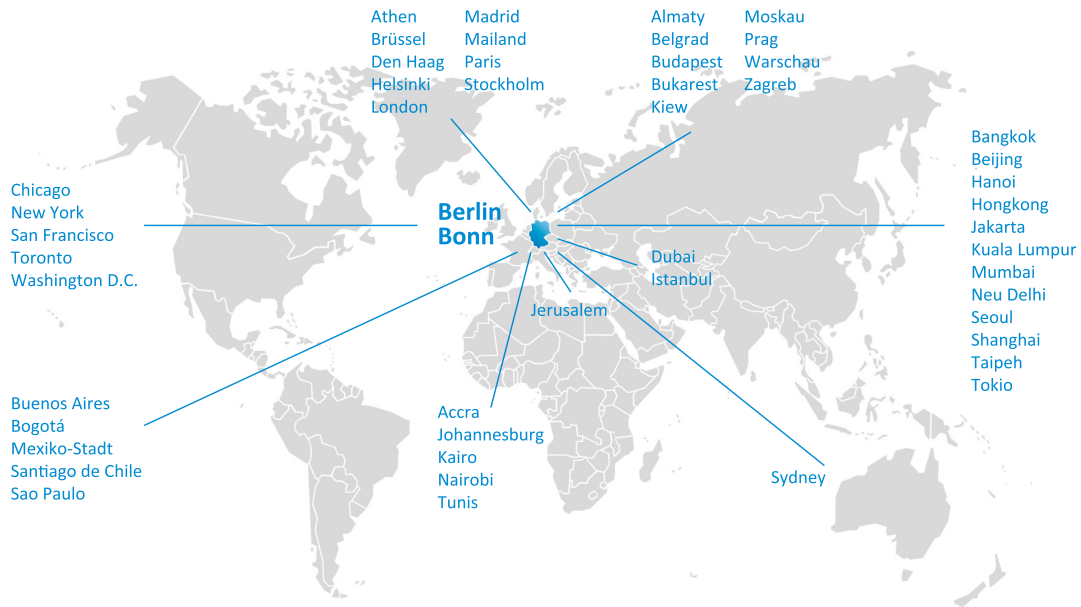 Athen
Brüssel
Den Haag
Helsinki
London
Madrid
Mailand
Paris
Stockholm
Almaty
Belgrad
Budapest
Bukarest
Kiew
Moskau
Prag
Warschau
Zagreb
Bangkok
Beijing
Hanoi
Hongkong
Jakarta
Kuala Lumpur
Mumbai
Neu Delhi
Seoul
Shanghai
Taipeh
Tokio
Chicago
New York
San Francisco
Toronto
Washington D.C.
Berlin
Bonn
Dubai
Istanbul
Jerusalem
Buenos Aires
Bogotá
Mexiko-Stadt
Santiago de Chile
Sao Paulo
Accra
Johannesburg
Kairo
Nairobi
Tunis
Sydney